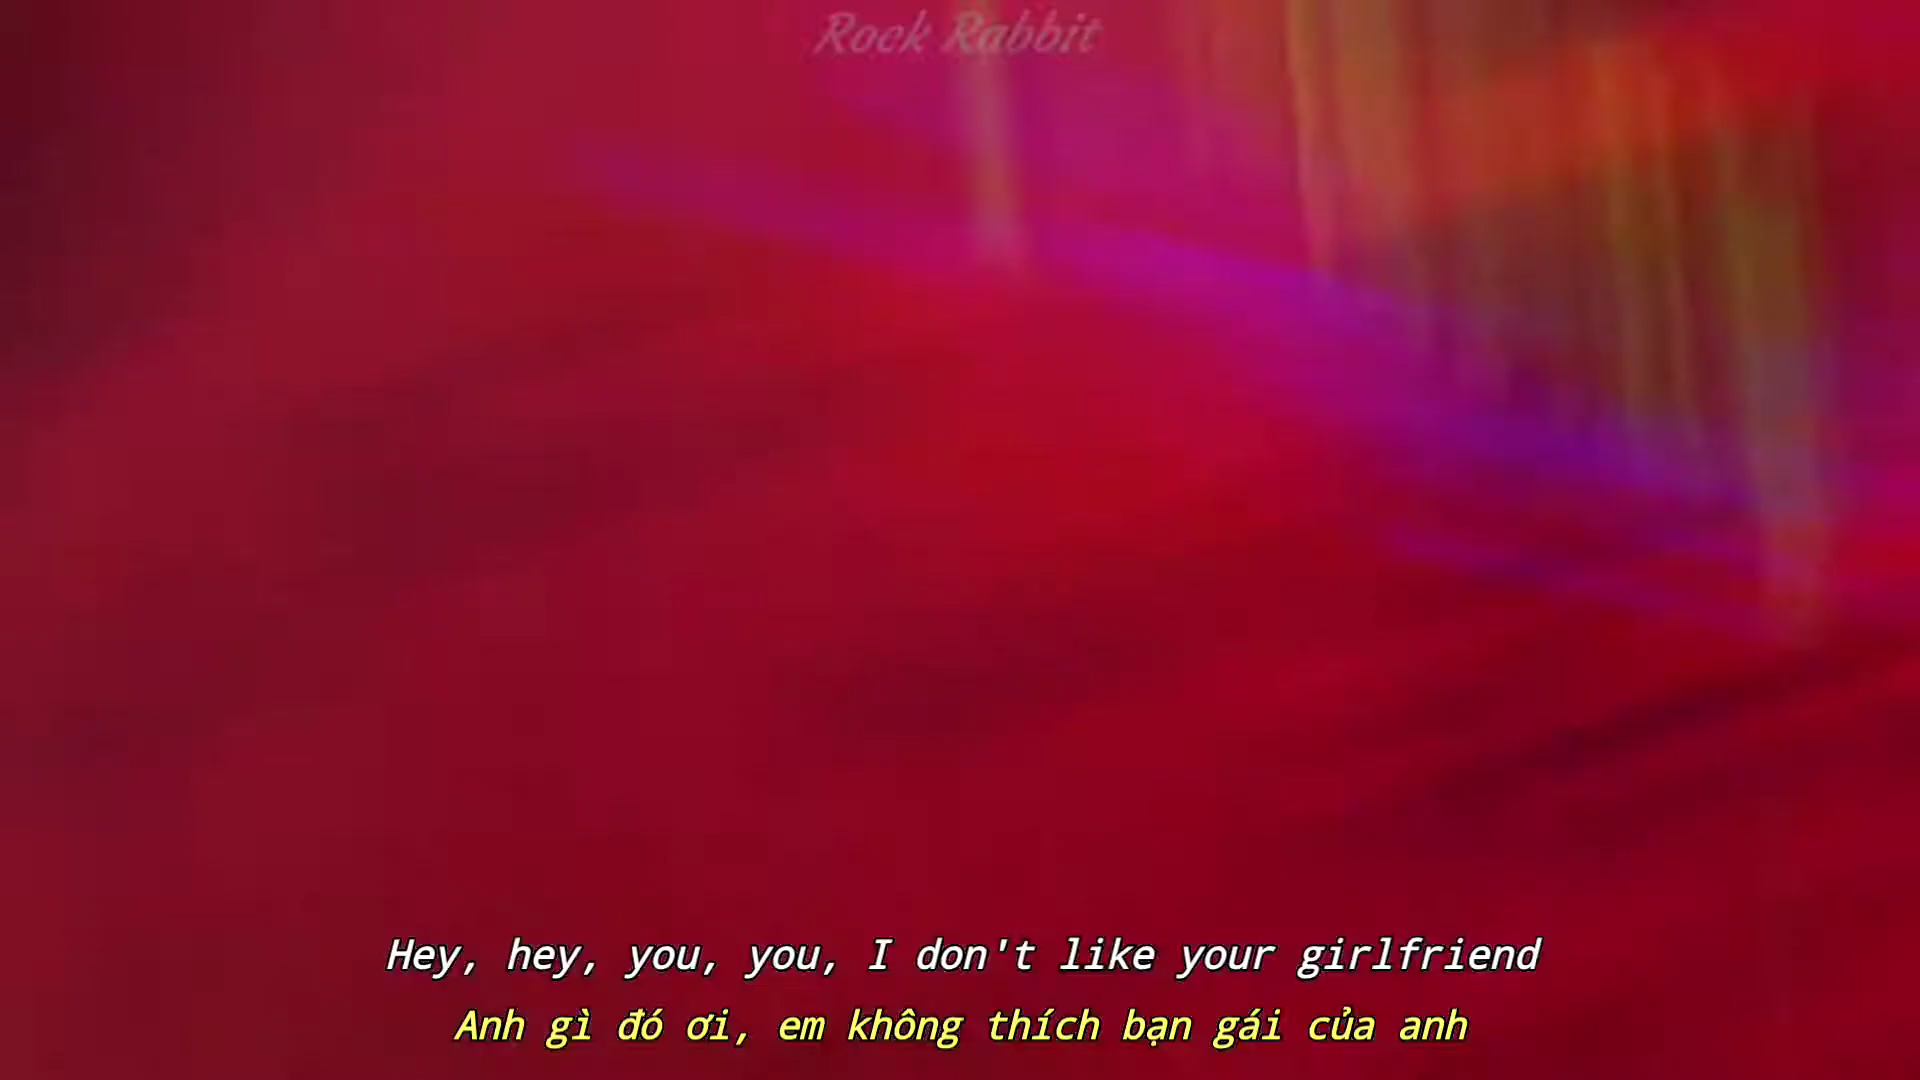 Rock Rabbit
Hey, hey, you, you, I don't like your girlfriend
Anh gì đó ơi, em không thích bạn gái của anh